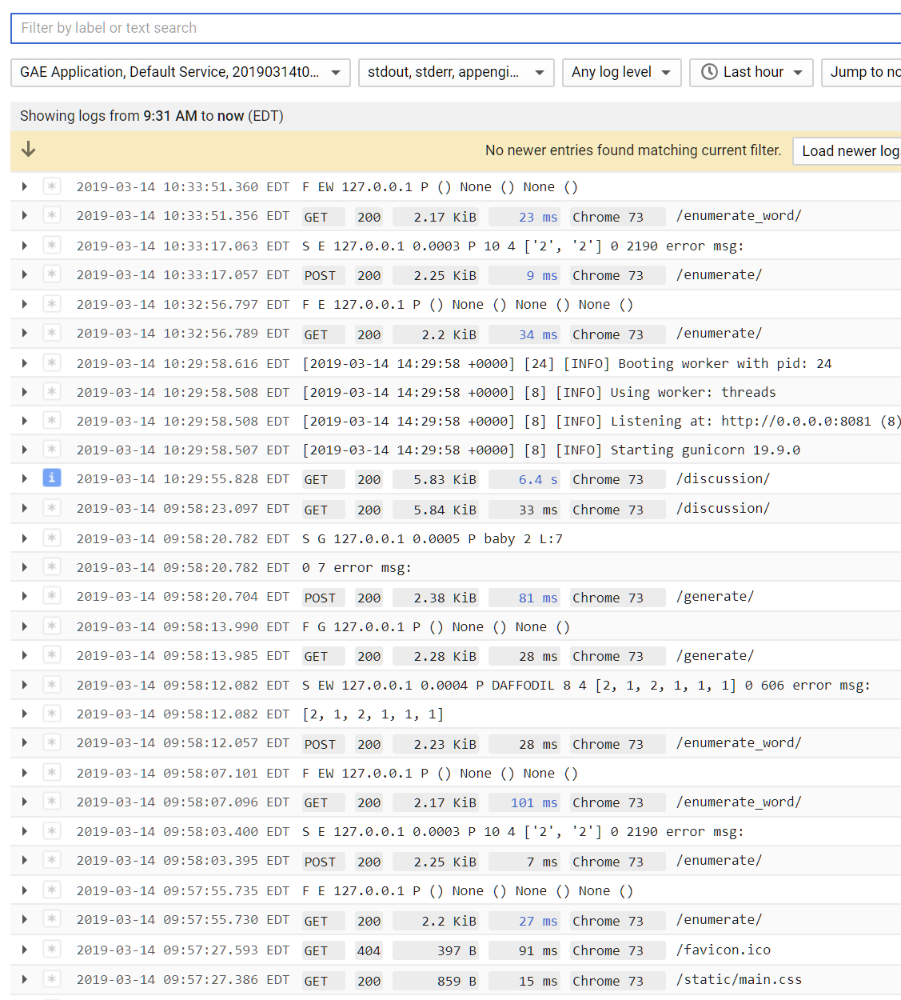 Filter by label or text search
GAE Application, Default Service, 20190314t0... stdout, stderr, appengi... Any log level Last hour Jump to no
Showing logs from 9:31 AM to now (EDT)
No newer entries found matching current filter. Load newer log
2019-03-14 10:33:51.360 EDT F EW 127.0.0.1 P () None () None ()
2019-03-14 10:33:51.356 EDT GET 200 2.17 KiB 23 ms Chrome 73 /enumerate_word/
2019-03-14 10:33:17.063 EDT S E 127.0.0.1 0.0003 P 10 4 ['2', '2'] 0 2190 error msg:
2019-03-14 10:33:17.057 EDT POST 200 2.25 KiB 9 ms Chrome 73 /enumerate/
2019-03-14 10:32:56.797 EDT F E 127.0.0.1 P () None () None () None ()
2019-03-14 10:32:56.789 EDT GET 200 2.2 KiB 34 ms Chrome 73 /enumerate/
2019-03-14 10:29:58.616 EDT [2019-03-14 14:29:58 +0000] [24] [INFO] Booting worker with pid: 24
2019-03-14 10:29:58.508 EDT [2019-03-14 14:29:58 +0000] [8] [INFO] Using worker: threads
2019-03-14 10:29:58.508 EDT [2019-03-14 14:29:58 +0000] [8] [INFO] Listening at: http://0.0.0.0:8081 (8)
2019-03-14 10:29:58.507 EDT [2019-03-14 14:29:58 +0000] [8] [INFO] Starting gunicorn 19.9.0
i 2019-03-14 10:29:55.828 EDT GET 200 5.83 KiB 6.4 s Chrome 73 /discussion/
2019-03-14 09:58:23.097 EDT GET 200 5.84 KiB 33 ms Chrome 73 /discussion/
2019-03-14 09:58:20.782 EDT S G 127.0.0.1 0.0005 P baby 2 L:7
2019-03-14 09:58:20.782 EDT 0 7 error msg:
2019-03-14 09:58:20.704 EDT POST 200 2.38 KiB 81 ms Chrome 73 /generate/
2019-03-14 09:58:13.990 EDT F G 127.0.0.1 P () None () None ()
2019-03-14 09:58:13.985 EDT GET 200 2.28 KiB 28 ms Chrome 73 /generate/
2019-03-14 09:58:12.082 EDT S EW 127.0.0.1 0.0004 P DAFFODIL 8 4 [2, 1, 2, 1, 1, 1] 0 606 error msg:
2019-03-14 09:58:12.082 EDT [2, 1, 2, 1, 1, 1]
2019-03-14 09:58:12.057 EDT POST 200 2.23 KiB 28 ms Chrome 73 /enumerate_word/
2019-03-14 09:58:07.101 EDT F EW 127.0.0.1 P () None () None ()
2019-03-14 09:58:07.096 EDT GET 200 2.17 KiB 101 ms Chrome 73 /enumerate_word/
2019-03-14 09:58:03.400 EDT S E 127.0.0.1 0.0003 P 10 4 ['2', '2'] 0 2190 error msg:
2019-03-14 09:58:03.395 EDT POST 200 2.25 KiB 7 ms Chrome 73 /enumerate/
2019-03-14 09:57:55.735 EDT F E 127.0.0.1 P () None () None () None ()
2019-03-14 09:57:55.730 EDT GET 200 2.2 KiB 27 ms Chrome 73 /enumerate/
2019-03-14 09:57:27.593 EDT GET 404 397 B 91 ms Chrome 73 /favicon.ico
2019-03-14 09:57:27.386 EDT GET 200 859 B 15 ms Chrome 73 /static/main.css